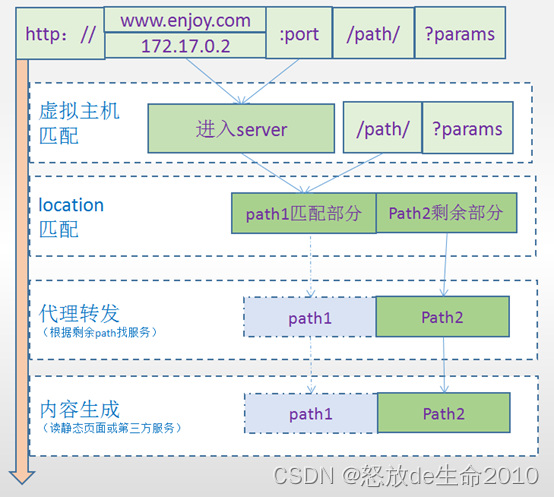 http：//
www.enjoy.com
172.17.0.2
:port
/path/
?params
虚拟主机
匹配
进入server
/path/
?params
location
匹配
path1匹配部分
Path2剩余部分
代理转发
（根据剩余path找服务）
path1
Path2
内容生成
（读静态页面或第三方服务）
path1
Path2
CSDN @怒放de生命2010